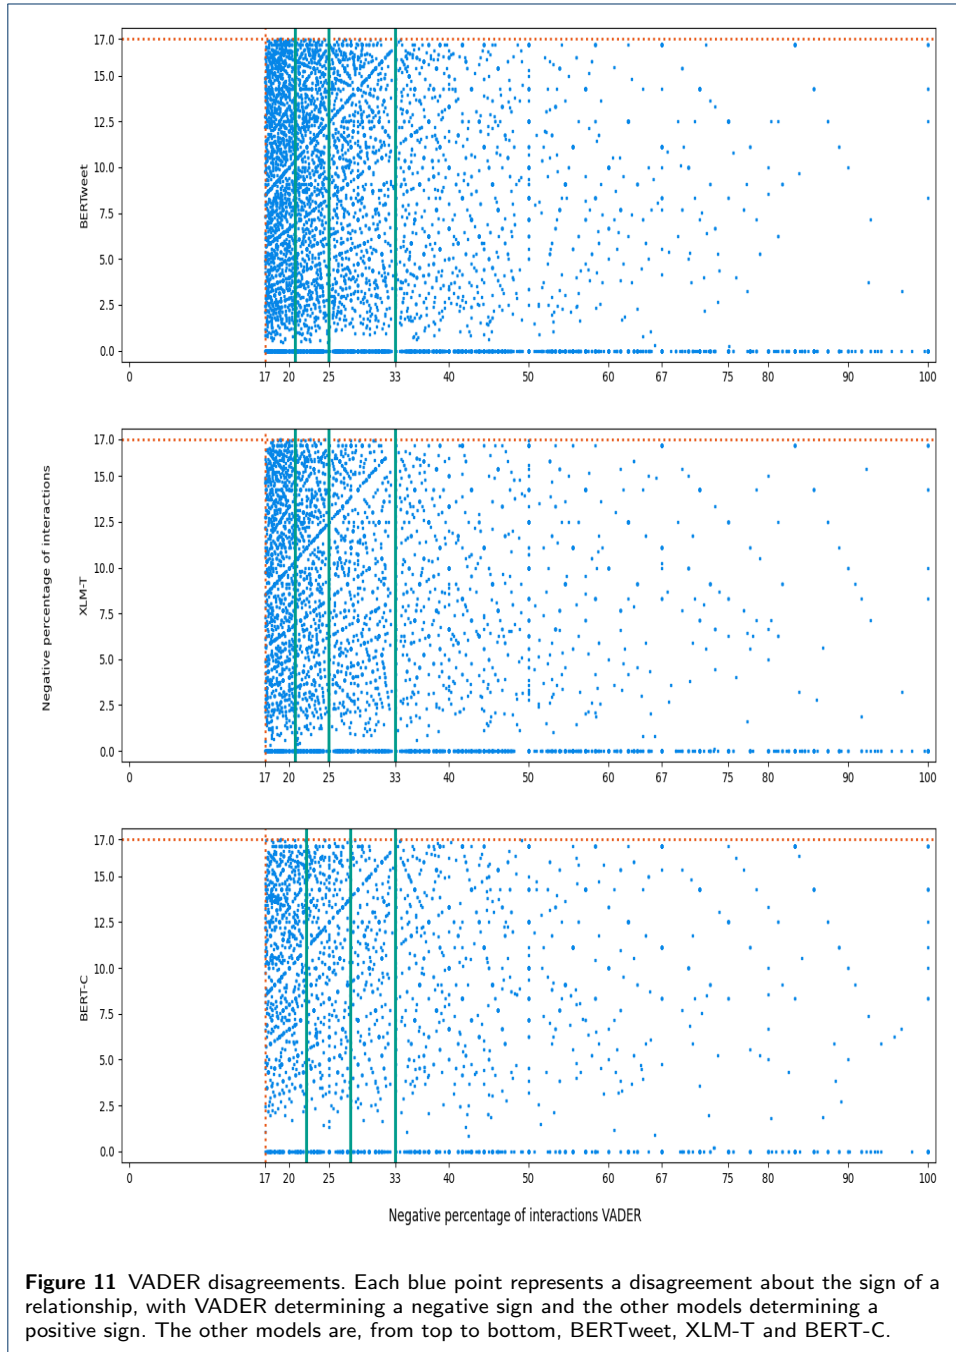 17.0
15.0
12.5
10.0
7.5
5.0
2.5
0.0
BERTweet
0 17 20 25 33 40 50 60 67 75 80 90 100
Negative percentage of interactions
17.0
15.0
12.5
10.0
7.5
5.0
2.5
0.0
XLM-T
0 17 20 25 33 40 50 60 67 75 80 90 100
17.0
15.0
12.5
10.0
7.5
5.0
2.5
0.0
BERT-C
0 17 20 25 33 40 50 60 67 75 80 90 100
Negative percentage of interactions VADER
Figure 11 VADER disagreements. Each blue point represents a disagreement about the sign of a
relationship, with VADER determining a negative sign and the other models determining a
positive sign. The other models are, from top to bottom, BERTweet, XLM-T and BERT-C.